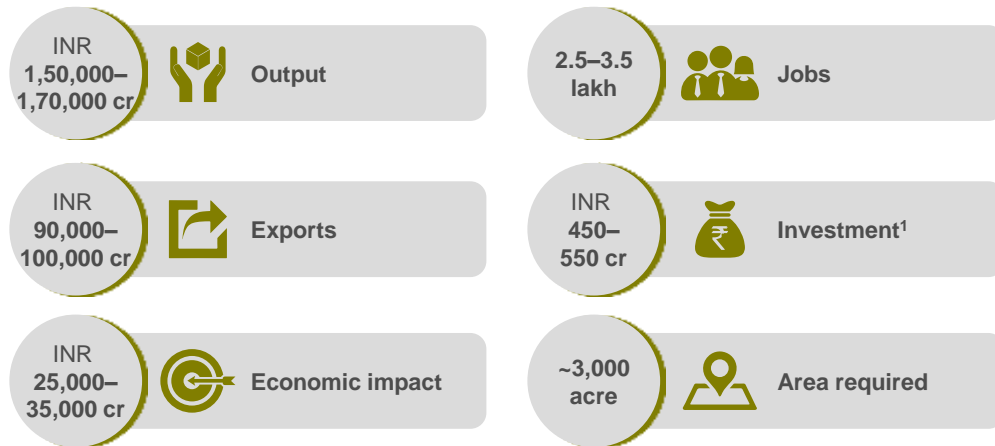 INR
1,50,000–
1,70,000 cr
Output
2.5–3.5
lakh
Jobs
INR
90,000–
100,000 cr
Exports
INR
450–
550 cr
₹
Investment¹
INR
25,000–
35,000 cr
Economic impact
~3,000
acre
Area required